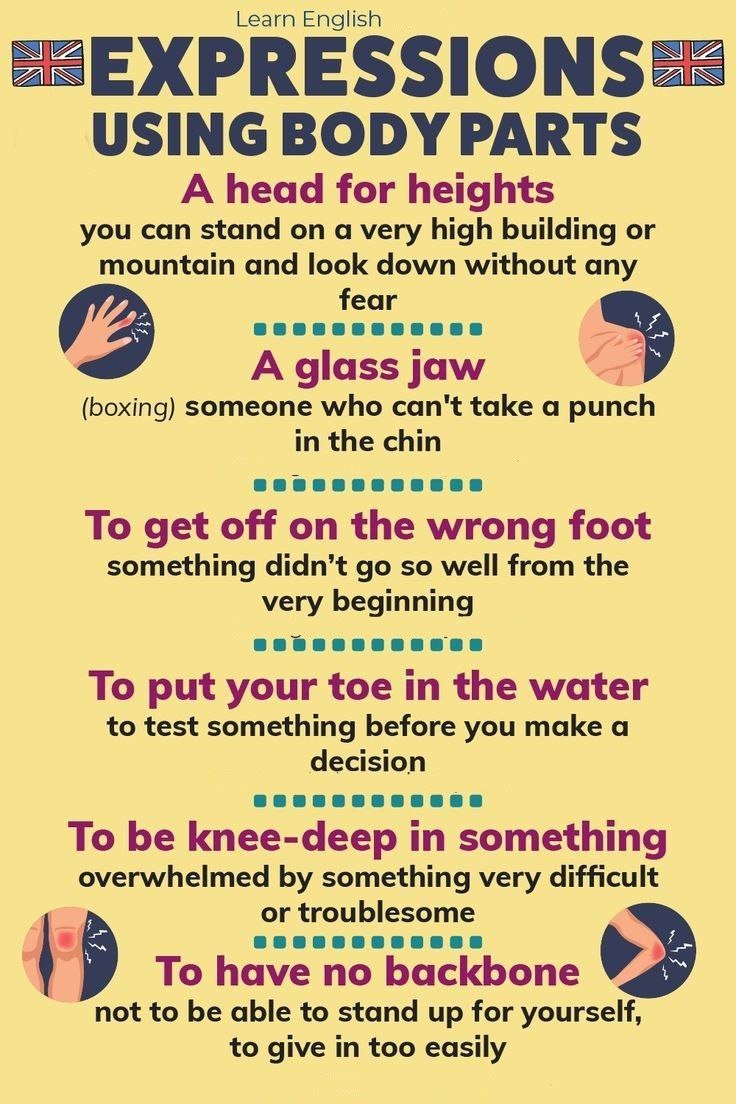 Learn English
EXPRESSIONS
USING BODY PARTS
A head for heights
you can stand on a very high building or
mountain and look down without any
fear
A glass jaw
(boxing) someone who can't take a punch
in the chin
To get off on the wrong foot
something didn’t go so well from the
very beginning
To put your toe in the water
to test something before you make a
decision
To be knee-deep in something
overwhelmed by something very difficult
or troublesome
To have no backbone
not to be able to stand up for yourself,
to give in too easily